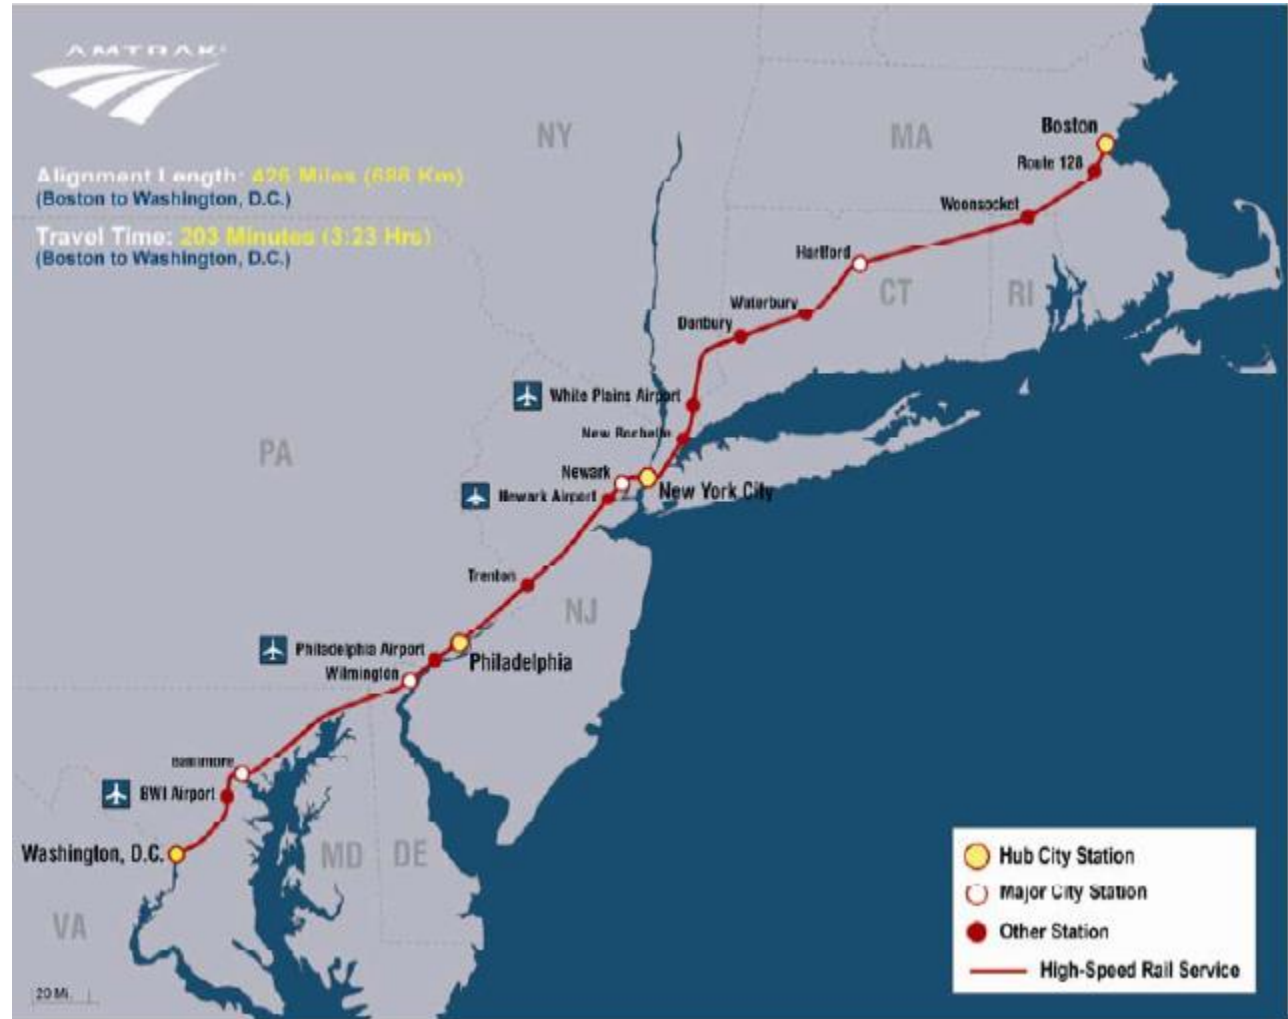 AMTRAK
Alignment Length: 426 Miles (686 Km)
(Boston to Washington, D.C.)
Travel Time: 203 Minutes (3:23 Hrs)
(Boston to Washington, D.C.)
NY
MA
Boston
Route 128
Woonsocket
Hartford
CT
RI
Waterbury
Danbury
White Plains Airport
New Rochelle
PA
Newark
Newark Airport
New York City
Trenton
NJ
Philadelphia Airport
Philadelphia
Wilmington
Baltimore
BWI Airport
Washington, D.C.
MD
DE
VA
20 Mi.
Hub City Station
Major City Station
Other Station
High-Speed Rail Service